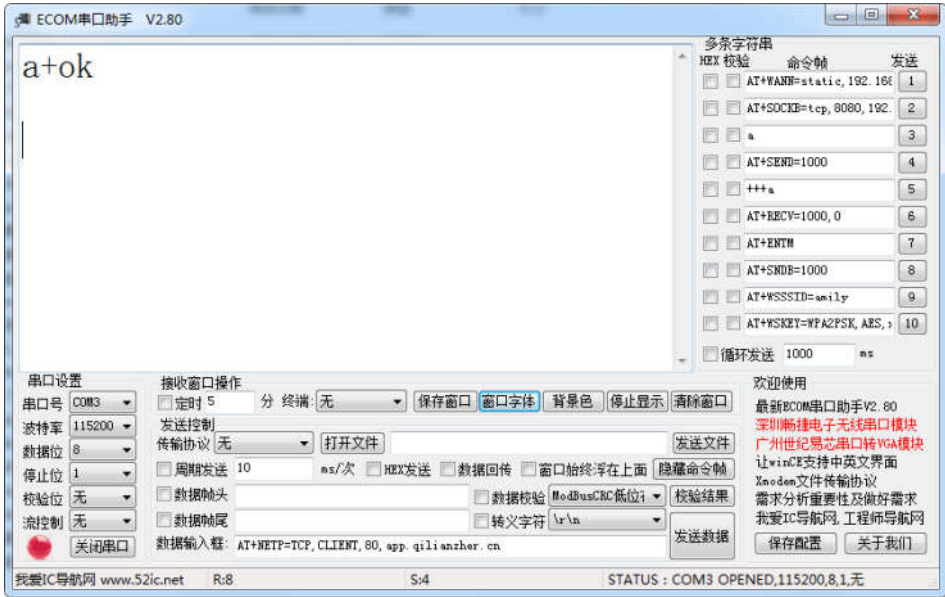 ECOM串口助手 V2.80
a+ok
多条字符串
HEX 校验 命令帧 发送
AT+WANN=static,192.168 1
AT+SOCKB=tcp,8080,192. 2
a 3
AT+SEND=1000 4
+++a 5
AT+RECV=1000,0 6
AT+ENTM 7
AT+SNDB=1000 8
AT+WSSSID=amily 9
AT+WSKEY=WPA2PSK,AES, 10
循环发送 1000 ms
串口设置
串口号 COM3
波特率 115200
数据位 8
停止位 1
校验位 无
流控制 无
关闭串口
接收窗口操作
定时 5 分 终端: 无 保存窗口 窗口字体 背景色 停止显示 清除窗口
发送控制
传输协议 无 打开文件 发送文件
周期发送 10 ms/次 HEX发送 数据回传 窗口始终浮在上面 隐藏命令帧
数据帧头 数据校验 ModBusCRC低位 校验结果
数据帧尾 转义字符 \r\n
发送数据
数据输入框: AT+NETP=TCP,CLIENT,80,app.qilianzher.cn
欢迎使用
最新ECOM串口助手V2.80
深圳畅捷电子无线串口模块
广州世纪易芯串口转VGA模块
让winCE支持中英文界面
Xmodem文件传输协议
需求分析重要性及做好需求
我爱IC导航网,工程师导航网
保存配置 关于我们
我爱IC导航网 www.52ic.net R:8 S:4 STATUS : COM3 OPENED,115200,8,1,无